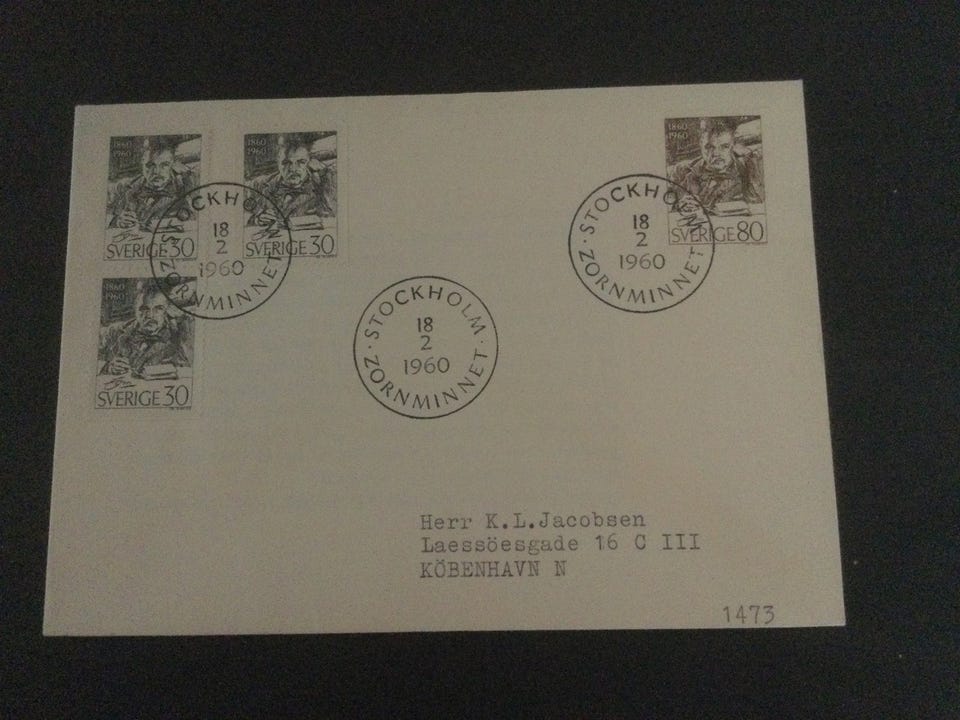 1860
1960
SVERIGE 30
1860
1960
SVERIGE 30
1860
1960
SVERIGE 80
1860
1960
SVERIGE 30
STOCKHOLM
18
2
1960
ZORNMINNET
STOCKHOLM
18
2
1960
ZORNMINNET
STOCKHOLM
18
2
1960
ZORNMINNET
Herr K.L.Jacobsen
Laessöesgade 16 C III
KÖBENHAVN N
1473